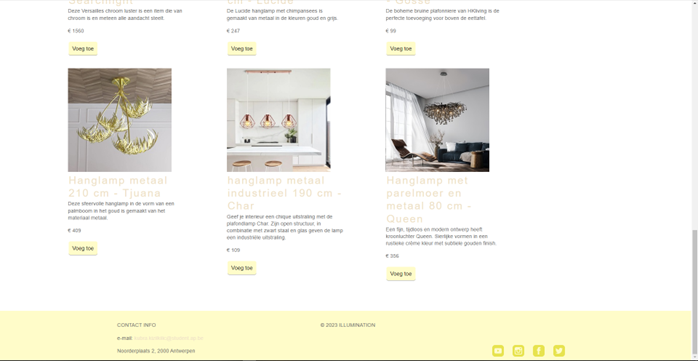 Deze Versailles chroom luster is een item die van
chroom is en meteen alle aandacht steelt.
€ 1560
Voeg toe
De Lucide hanglamp met chimpansees is
gemaakt van metaal in de kleuren goud en grijs.
€ 247
Voeg toe
De boheme bruine plafonnière van HKliving is de
perfecte toevoeging voor boven de eettafel.
€ 99
Voeg toe
Hanglamp metaal
210 cm - Tjuana
Deze sfeervolle hanglamp in de vorm van een
palmboom in het goud is gemaakt van het
materiaal metaal.
€ 409
Voeg toe
hanglamp metaal
industrieel 190 cm -
Char
Geef je interieur een chique uitstraling met de
plafondlamp Char. Zijn open structuur, in
combinatie met zwart staal en glas geven de lamp
een industriële uitstraling.
€ 109
Voeg toe
Hanglamp met
parelmoer en
metaal 80 cm -
Queen
Een fijn, tijdloos en modern ontwerp heeft
kroonluchter Queen. Sierlijke vormen in een
rustieke crème kleur met subtiele gouden finish.
€ 356
Voeg toe
CONTACT INFO
e-mail:
Noorderplaats 2, 2000 Antwerpen
© 2023 ILLUMINATION